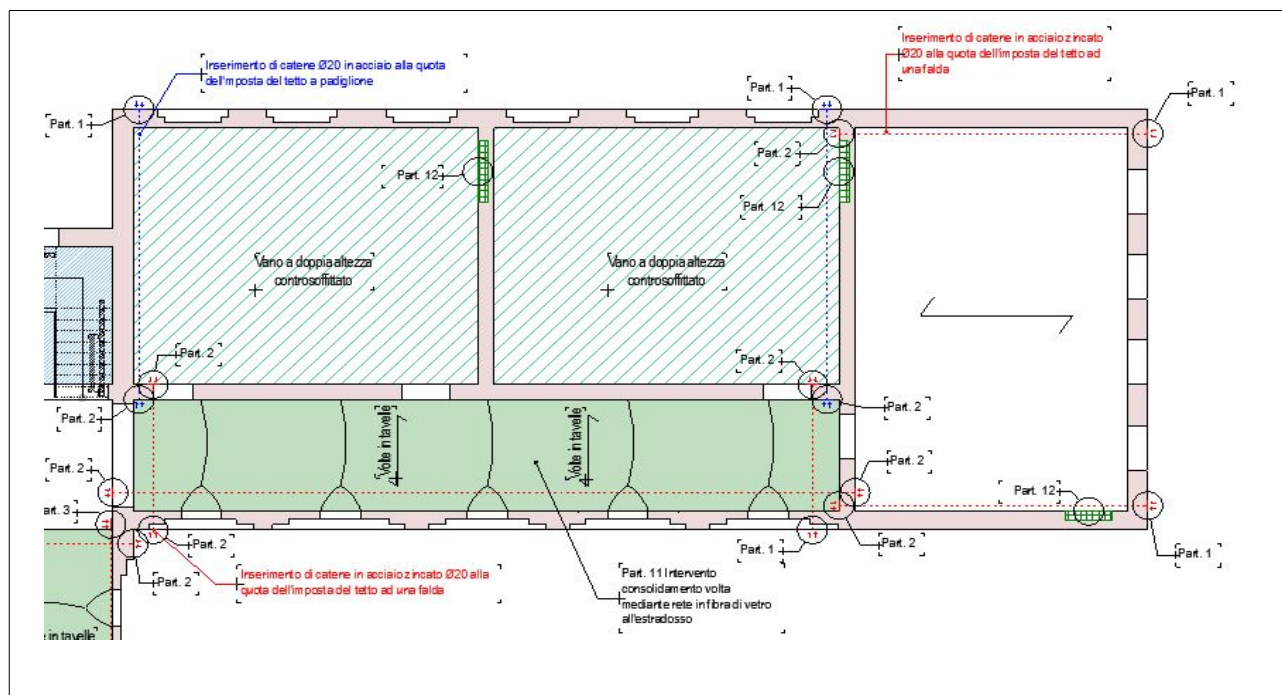 Inserimento di catene in acciaio zincato
Ø20 alla quota dell'imposta del tetto ad
una falda
Inserimento di catene Ø20 in acciaio alla quota
dell'imposta del tetto a padiglione
Part. 1
Part. 1
Part. 1
Part. 2
Part. 12
Part. 12
Vano a doppia altezza
controsoffittato
Vano a doppia altezza
controsoffittato
Part. 2
Part. 2
Part. 2
Part. 2
Volte in tavelle
Volte in tavelle
Part. 2
Part. 2
Part. 12
art. 3
Part. 2
Part. 1
Part. 2
Part. 1
Part. 2
Inserimento di catene in acciaio zincato Ø20 alla
quota dell'imposta del tetto ad una falda
Part. 11 Intervento
consolidamento volta
mediante rete in fibra di vetro
all'estradosso
e in tavelle